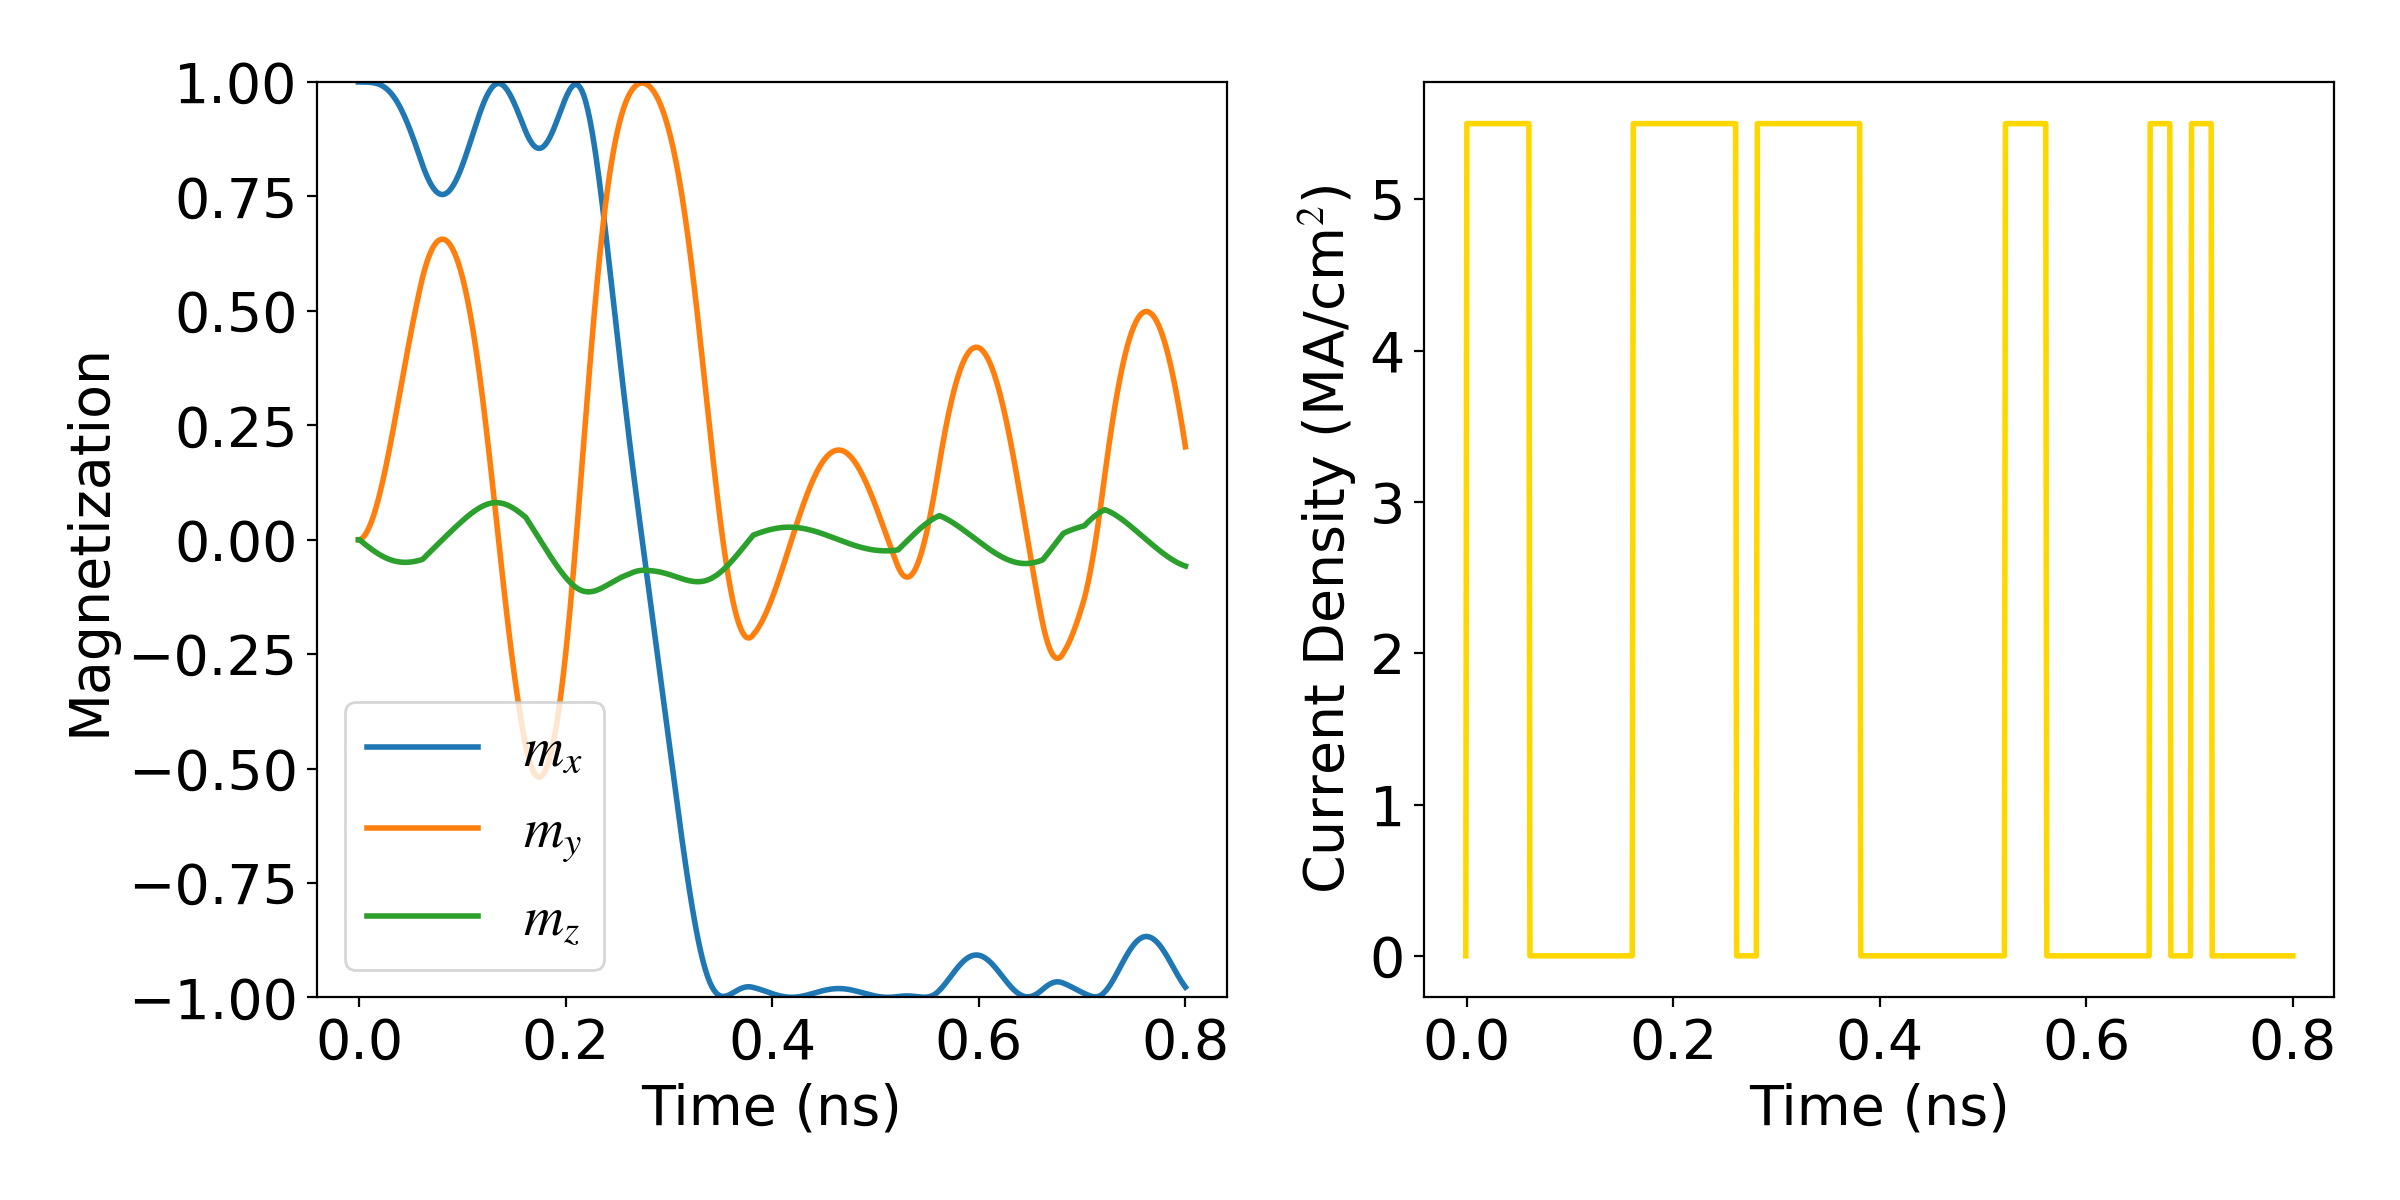 Magnetization
1.00
0.75
0.50
0.25
0.00
−0.25
−0.50
−0.75
−1.00
m_x
m_y
m_z
0.0 0.2 0.4 0.6 0.8
Time (ns)
Current Density (MA/cm²)
5
4
3
2
1
0
0.0 0.2 0.4 0.6 0.8
Time (ns)